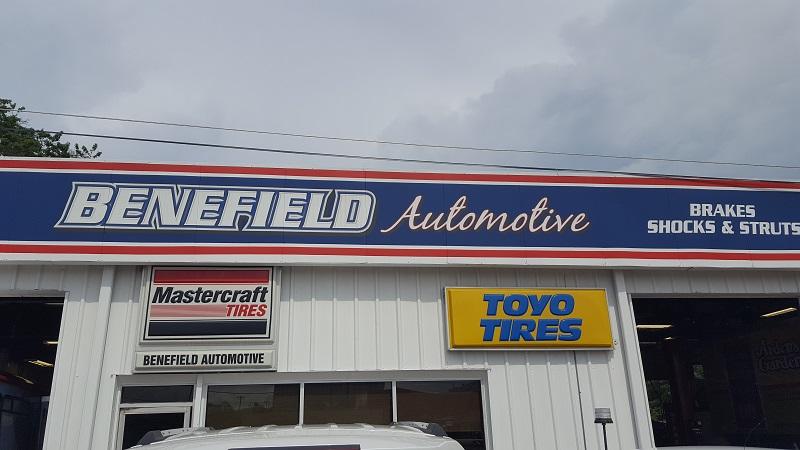 BENEFIELD Automotive
BRAKES
SHOCKS & STRUTS
Mastercraft
TIRES
BENEFIELD AUTOMOTIVE
TOYO
TIRES